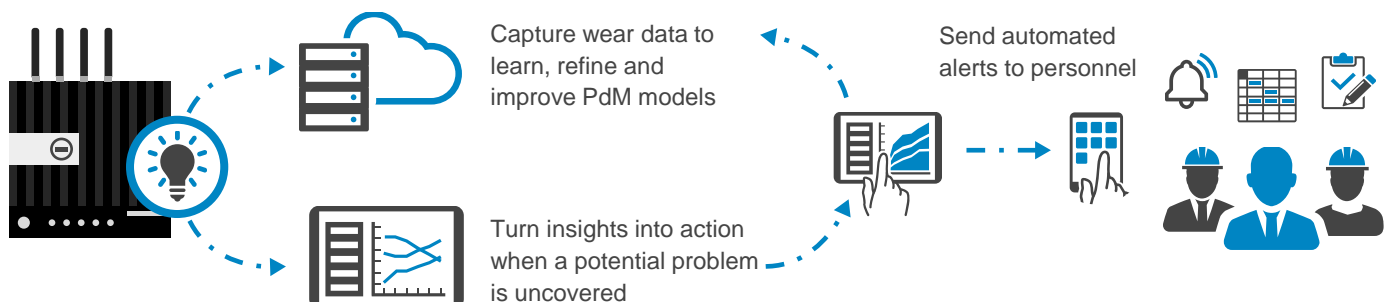 Capture wear data to
learn, refine and
improve PdM models
Send automated
alerts to personnel
Turn insights into action
when a potential problem
is uncovered